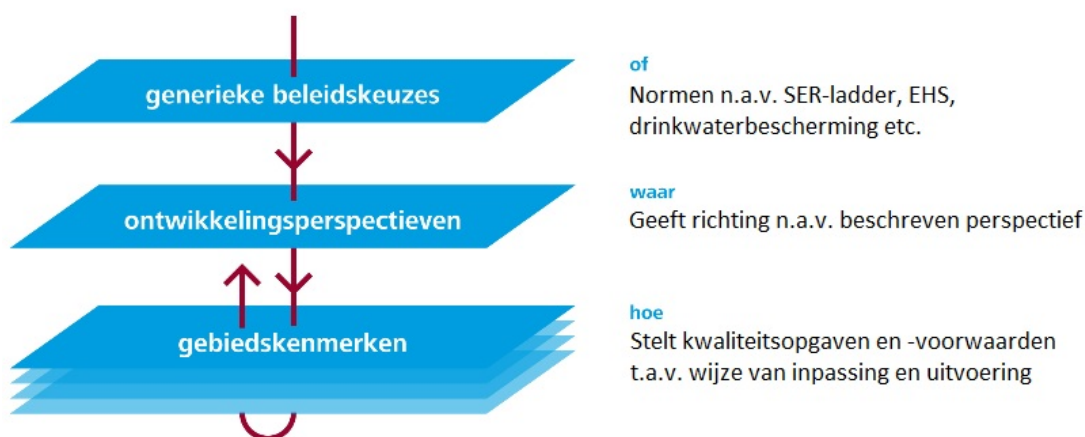 generieke beleidskeuzes
of
Normen n.a.v. SER-ladder, EHS,
drinkwaterbescherming etc.
ontwikkelingsperspectieven
waar
Geeft richting n.a.v. beschreven perspectief
gebiedskenmerken
hoe
Stelt kwaliteitsopgaven en -voorwaarden
t.a.v. wijze van inpassing en uitvoering